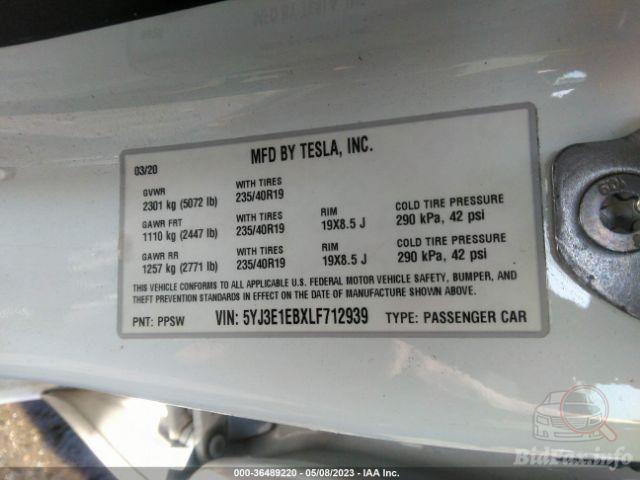 MFD BY TESLA, INC.
03/20
GVWR
2301 kg (5072 lb)
WITH TIRES
235/40R19
GAWR FRT
1110 kg (2447 lb)
WITH TIRES
235/40R19
RIM
19X8.5 J
COLD TIRE PRESSURE
290 kPa, 42 psi
GAWR RR
1257 kg (2771 lb)
WITH TIRES
235/40R19
RIM
19X8.5 J
COLD TIRE PRESSURE
290 kPa, 42 psi
THIS VEHICLE CONFORMS TO ALL APPLICABLE U.S. FEDERAL MOTOR VEHICLE SAFETY, BUMPER, AND
THEFT PREVENTION STANDARDS IN EFFECT ON THE DATE OF MANUFACTURE SHOWN ABOVE.
PNT: PPSW VIN: 5YJ3E1EBXLF712939 TYPE: PASSENGER CAR
BidFax.info
000-36489220 - 05/08/2023 - IAA Inc.